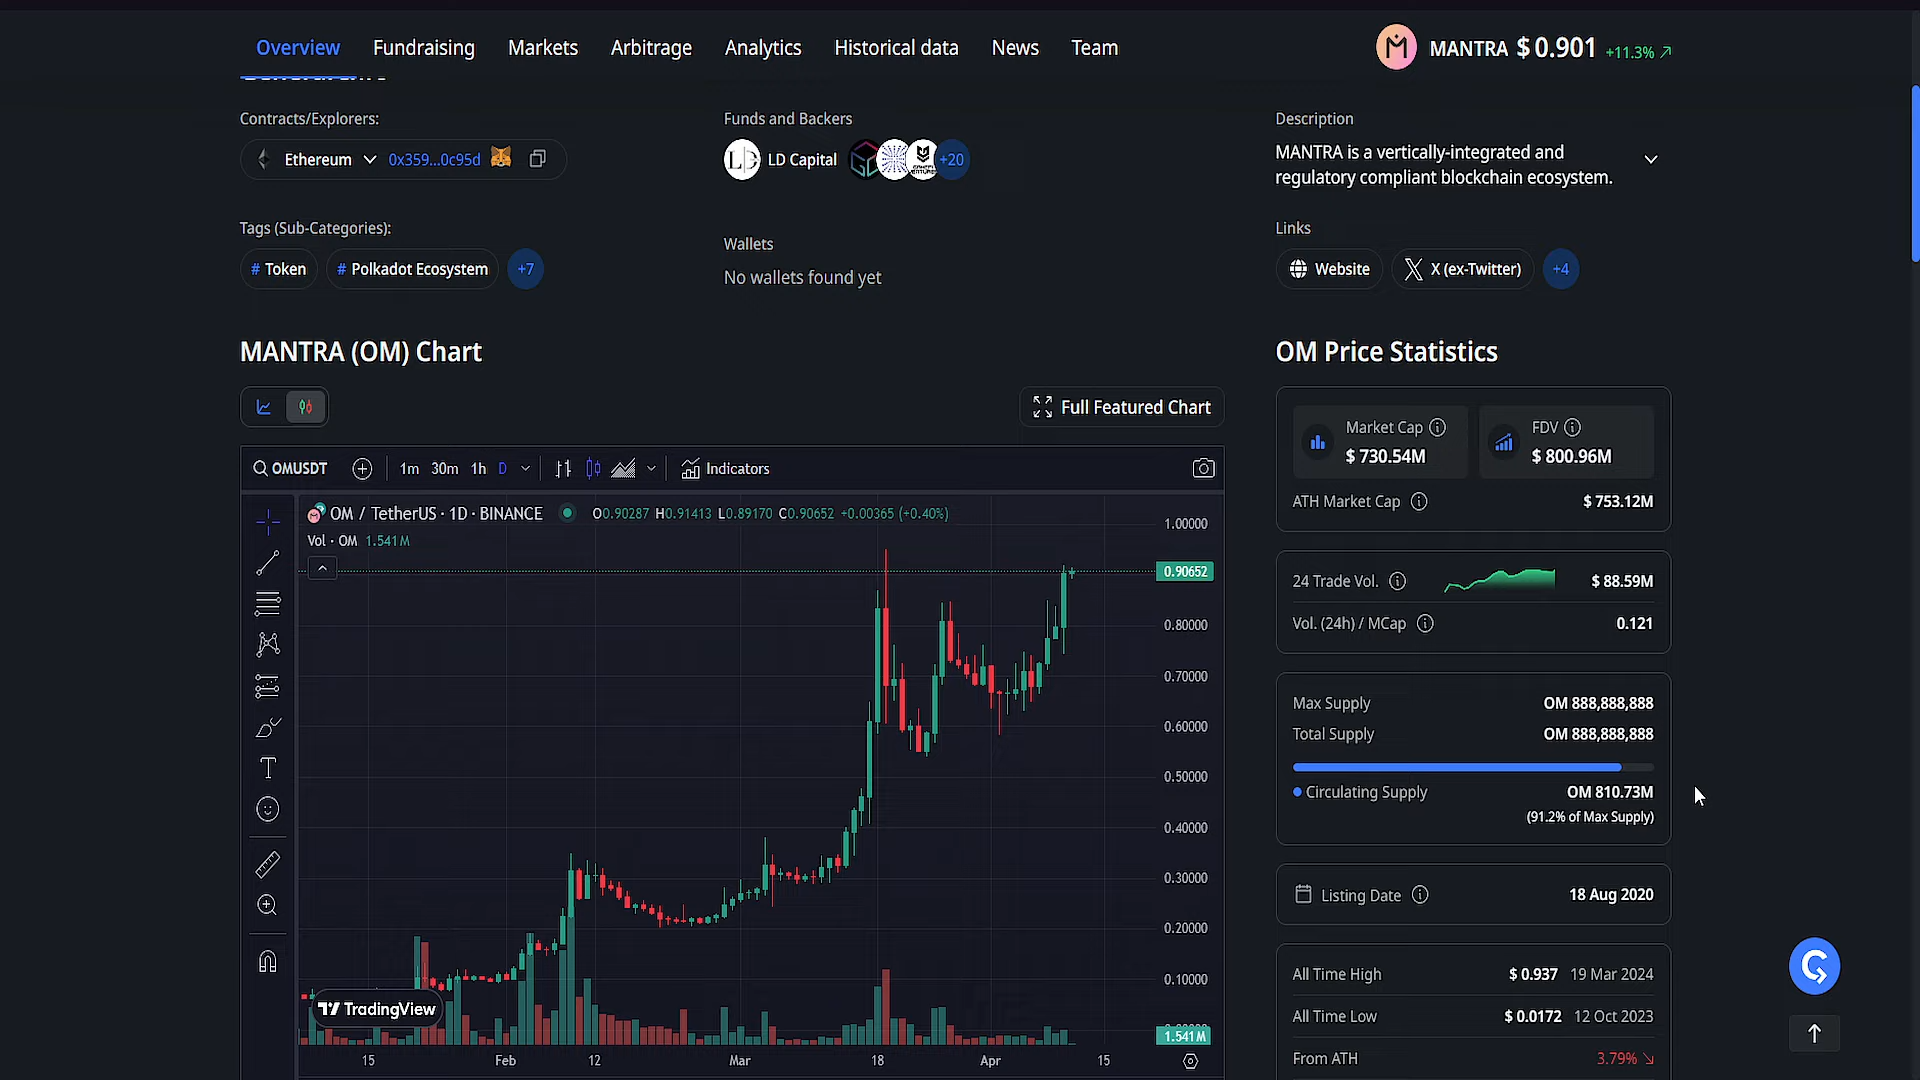 Overview Fundraising Markets Arbitrage Analytics Historical data News Team
MANTRA $ 0.901 +11.3%
Contracts/Explorers:
Ethereum 0x359...0c95d
Funds and Backers
LD Capital +20
Description
MANTRA is a vertically-integrated and
regulatory compliant blockchain ecosystem.
Tags (Sub-Categories):
# Token # Polkadot Ecosystem +7
Wallets
No wallets found yet
Links
Website X (ex-Twitter) +4
MANTRA (OM) Chart
Full Featured Chart
OMUSDT 1m 30m 1h D Indicators
OM / TetherUS · 1D · BINANCE O0.90287 H0.91413 L0.89170 C0.90652 +0.00365 (+0.40%)
Vol · OM 1.541M
1.00000
0.90652
0.80000
0.70000
0.60000
0.50000
0.40000
0.30000
0.20000
0.10000
1.541M
TradingView
15 Feb 12 Mar 18 Apr 15
OM Price Statistics
Market Cap
$ 730.54M
FDV
$ 800.96M
ATH Market Cap $ 753.12M
24 Trade Vol. $ 88.59M
Vol. (24h) / MCap 0.121
Max Supply OM 888,888,888
Total Supply OM 888,888,888
Circulating Supply OM 810.73M
(91.2% of Max Supply)
Listing Date 18 Aug 2020
All Time High $ 0.937 19 Mar 2024
All Time Low $ 0.0172 12 Oct 2023
From ATH 3.79%